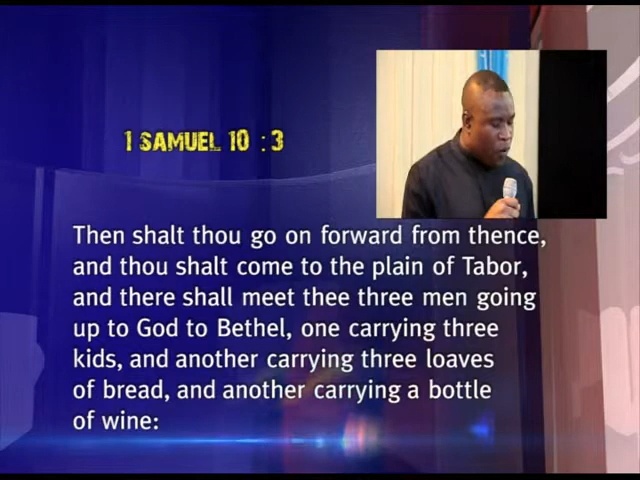 1 SAMUEL 10 : 3
Then shalt thou go on forward from thence,
and thou shalt come to the plain of Tabor,
and there shall meet thee three men going
up to God to Bethel, one carrying three
kids, and another carrying three loaves
of bread, and another carrying a bottle
of wine: